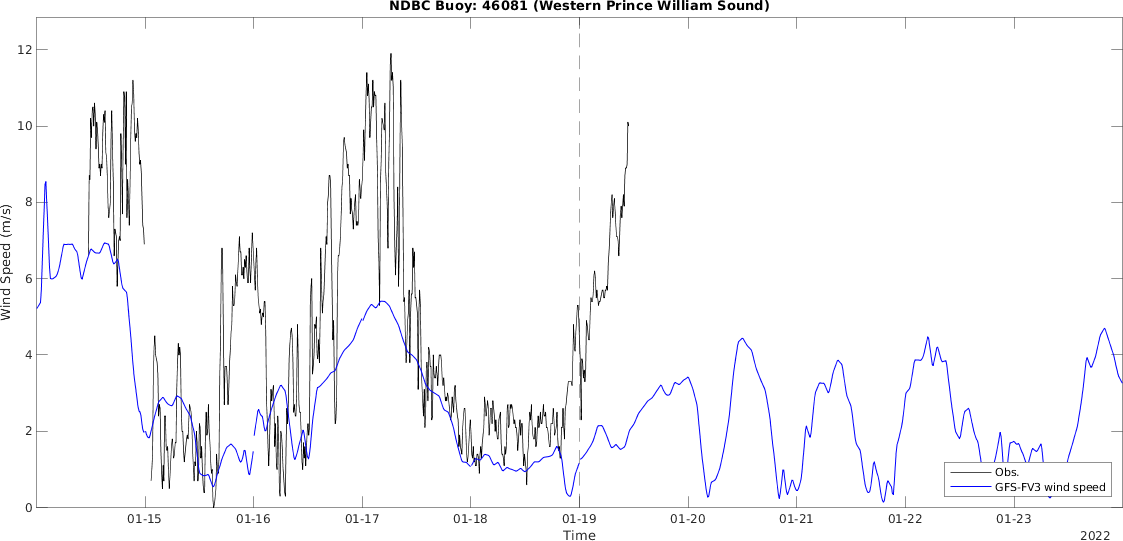 NDBC Buoy: 46081 (Western Prince William Sound)
12
10
8
6
4
2
0
Wind Speed (m/s)
01-15 01-16 01-17 01-18 01-19 01-20 01-21 01-22 01-23
Time
2022
Obs.
GFS-FV3 wind speed